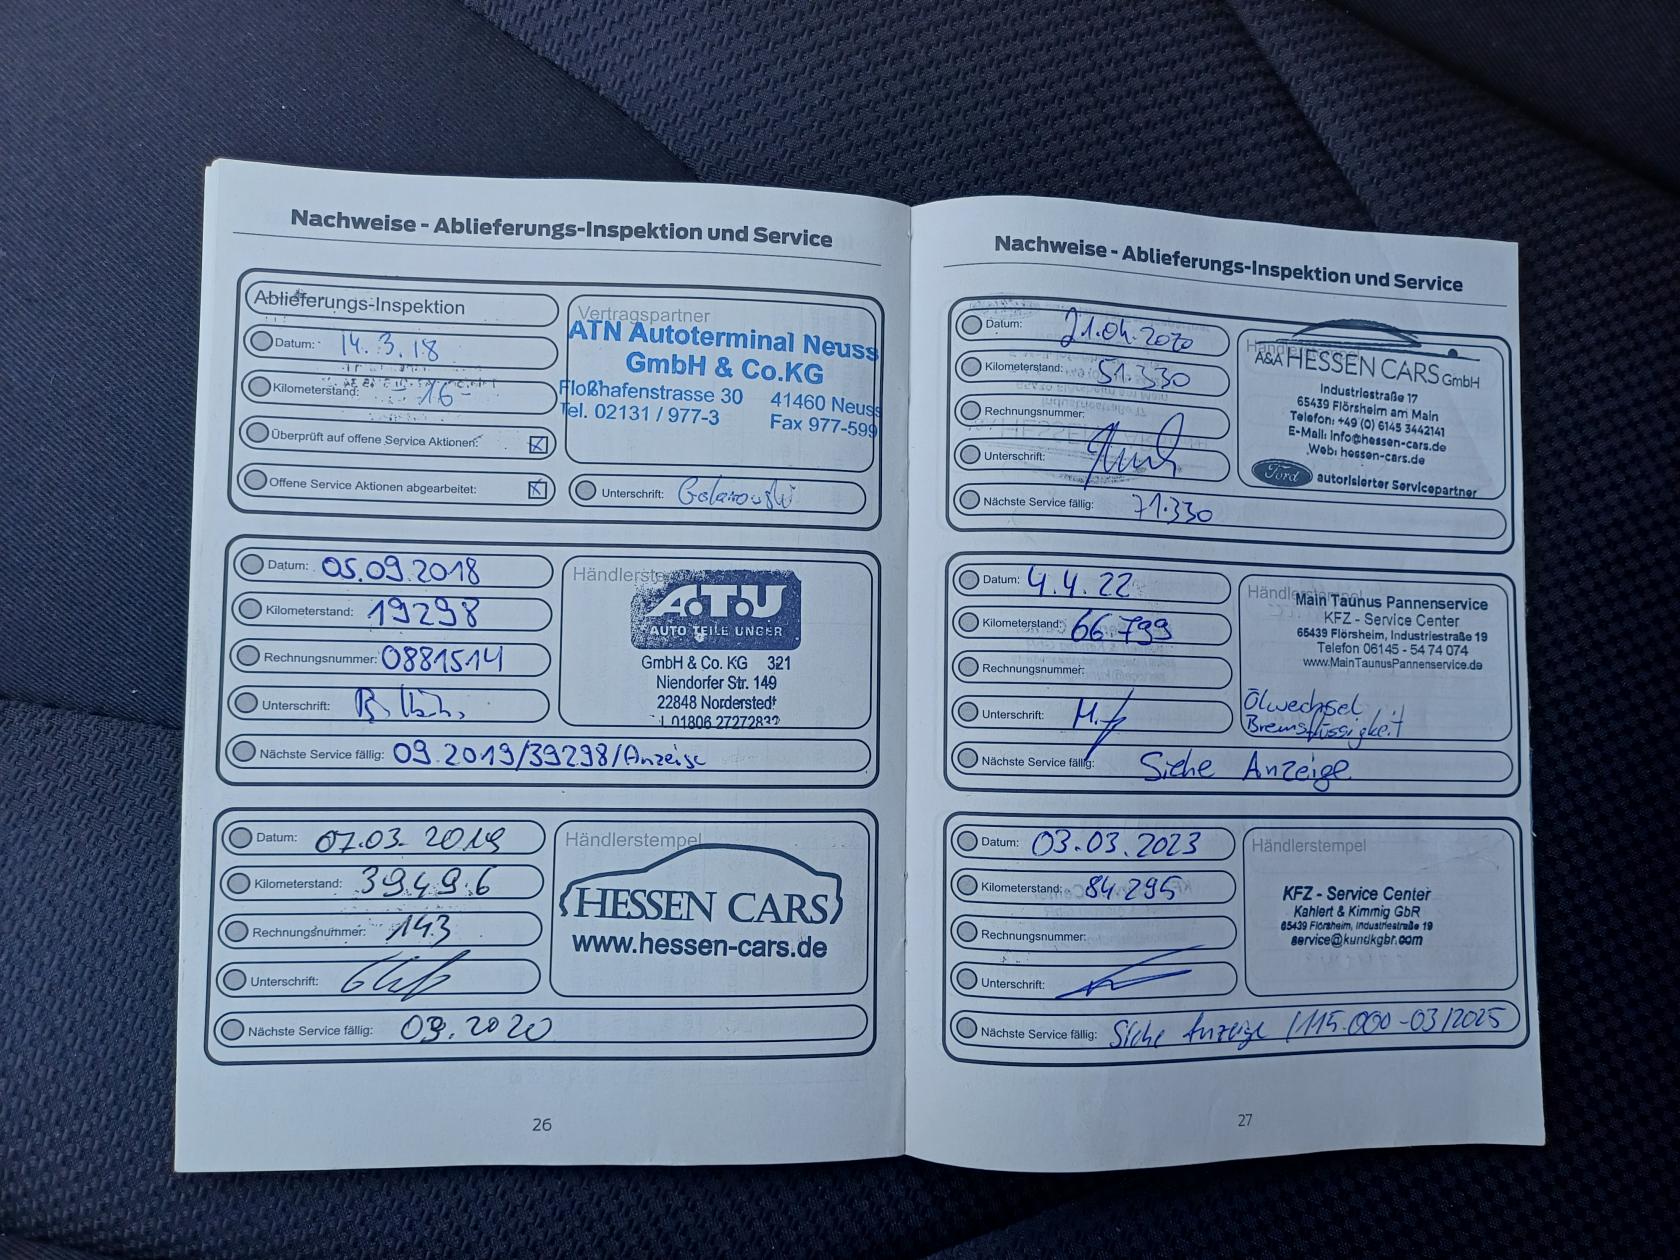 Nachweise - Ablieferungs-Inspektion und Service
Ablieferungs-Inspektion
Datum: 14.3.18
Kilometerstand: 16-
Überprüft auf offene Service Aktionen:
Offene Service Aktionen abgearbeitet:
Vertragspartner
ATN Autoterminal Neuss
GmbH & Co.KG
Floßhafenstrasse 30 41460 Neuss
Tel. 02131 / 977-3 Fax 977-599
Unterschrift:
Datum: 05.09.2018
Kilometerstand: 19298
Rechnungsnummer: 0881514
Unterschrift:
Händlerste
A.T.U
AUTO TEILE UNGER
GmbH & Co. KG 321
Niendorfer Str. 149
22848 Norderstedt
01806 27272832
Nächste Service fällig: 09.2019/39298/Anzeige
Datum: 07.03.2019
Kilometerstand: 39496
Rechnungsnummer: 143
Unterschrift:
Händlerstempel
HESSEN CARS
www.hessen-cars.de
Nächste Service fällig: 03.2020
26
Nachweise - Ablieferungs-Inspektion und Service
Datum: 21.04.2020
Kilometerstand: 51.330
Rechnungsnummer:
Unterschrift:
A&A HESSEN CARS GmbH
Industriestraße 17
65439 Flörsheim am Main
Telefon: +49 (0) 6145 3442141
E-Mail: info@hessen-cars.de
Web: hessen-cars.de
Ford autorisierter Servicepartner
Nächste Service fällig: 71.330
Datum: 4.4.22
Kilometerstand: 66.799
Rechnungsnummer:
Unterschrift:
Main Taunus Pannenservice
KFZ - Service Center
65439 Flörsheim, Industriestraße 19
Telefon 06145 - 54 74 074
www.MainTaunusPannenservice.de
Ölwechsel
Bremsflüssigkeit
Nächste Service fällig: Siehe Anzeige
Datum: 03.03.2023
Kilometerstand: 84.295
Rechnungsnummer:
Unterschrift:
Händlerstempel
KFZ - Service Center
Kahlert & Kimmig GbR
65439 Flörsheim, Industriestraße 19
service@kundkgbr.com
Nächste Service fällig: Siehe Anzeige / 115.000 - 03/2025
27